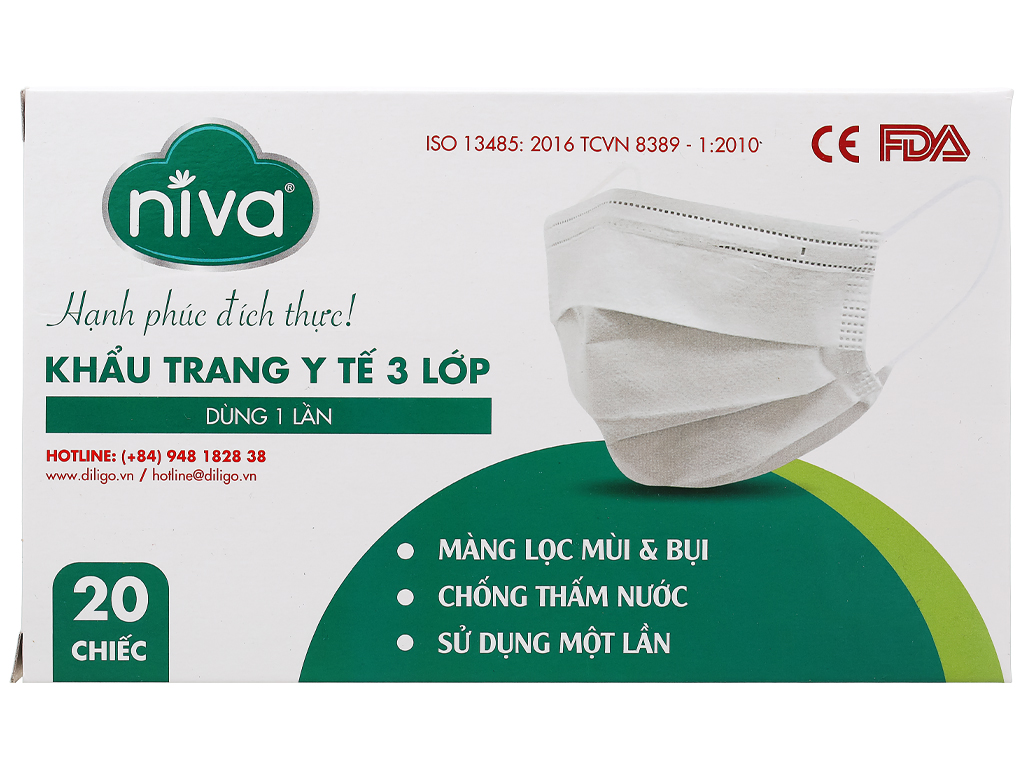 niva®
ISO 13485: 2016 TCVN 8389 - 1:2010
CE FDA
Hạnh phúc đích thực!
KHẨU TRANG Y TẾ 3 LỚP
DÙNG 1 LẦN
HOTLINE: (+84) 948 1828 38
www.diligo.vn / hotline@diligo.vn
20
CHIẾC
MÀNG LỌC MÙI & BỤI
CHỐNG THẤM NƯỚC
SỬ DỤNG MỘT LẦN